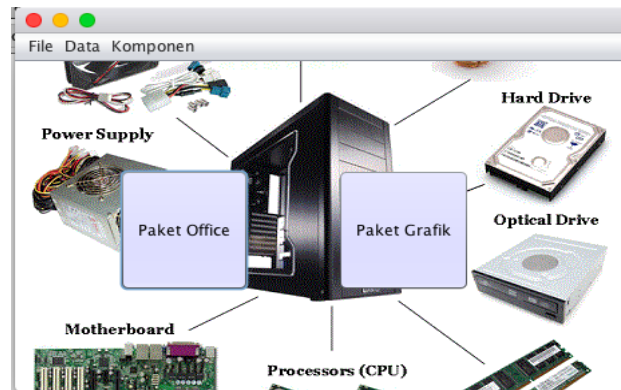 File Data Komponen
Hard Drive
Power Supply
Optical Drive
Paket Office
Paket Grafik
Motherboard
Processors (CPU)